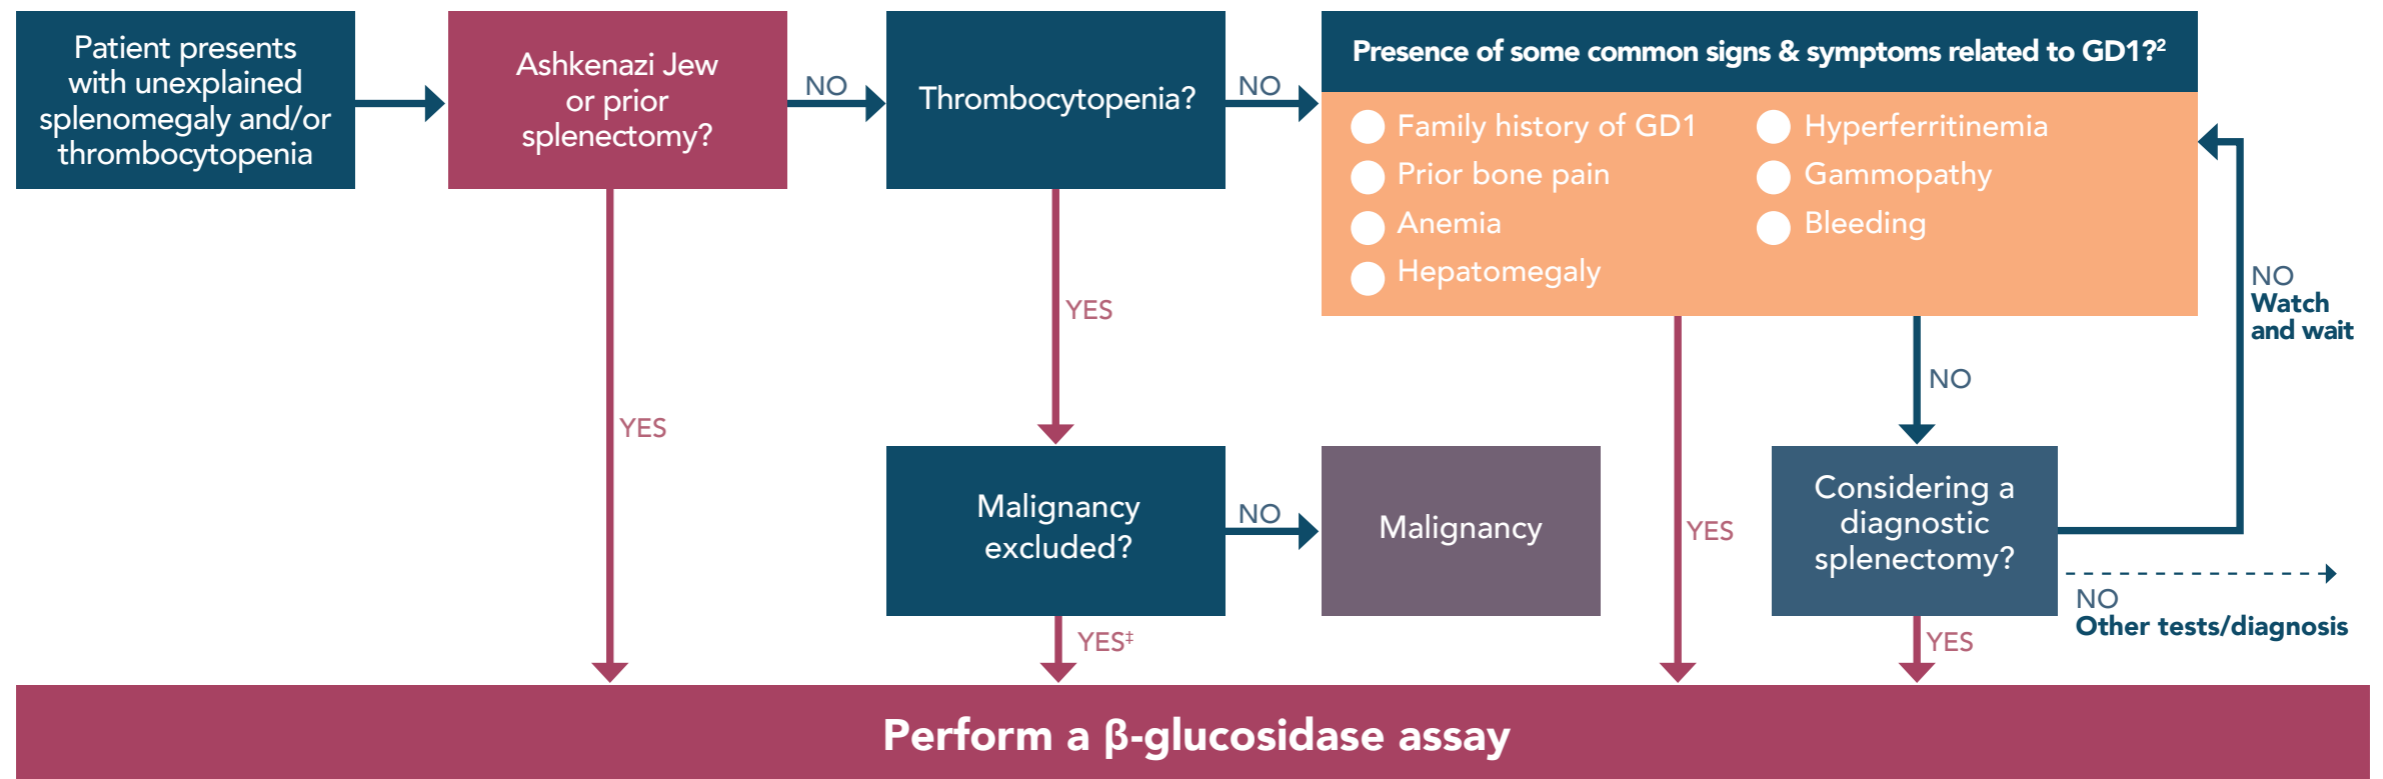 Patient presents
with unexplained
splenomegaly and/or
thrombocytopenia
Ashkenazi Jew
or prior
splenectomy?
NO
Thrombocytopenia?
NO
Presence of some common signs & symptoms related to GD1?²
Family history of GD1
Prior bone pain
Anemia
Hepatomegaly
Hyperferritinemia
Gammopathy
Bleeding
NO
Watch
and wait
YES
YES
NO
Malignancy
excluded?
NO
Malignancy
YES
Considering a
diagnostic
splenectomy?
NO
Other tests/diagnosis
YES‡
YES
Perform a β-glucosidase assay